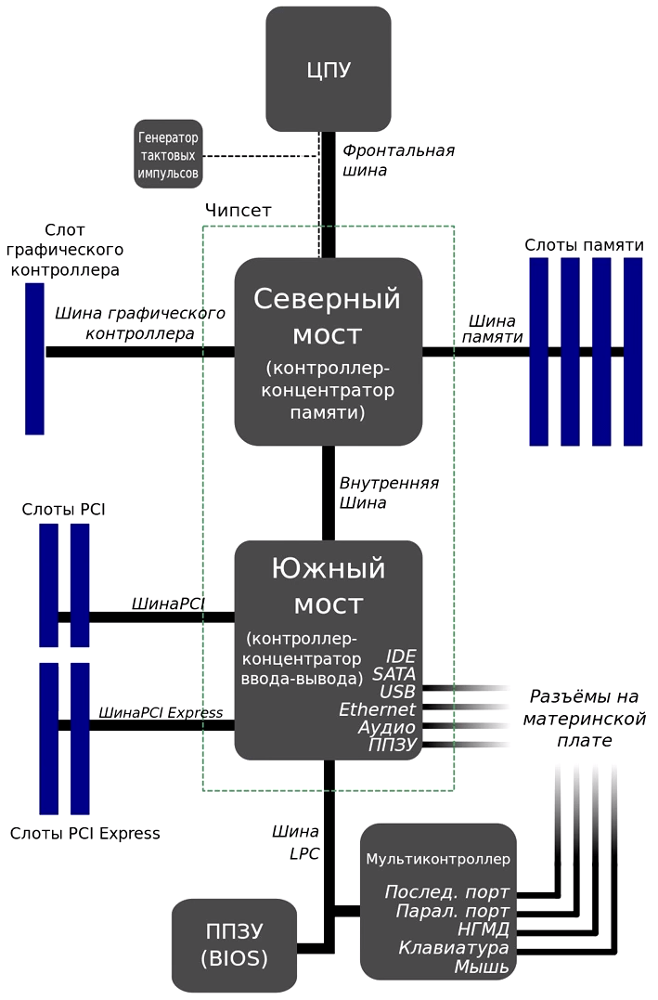 ЦПУ
Генератор
тактовых
импульсов
Фронтальная
шина
Чипсет
Слот
графического
контроллера
Слоты памяти
Шина графического
контроллера
Северный
мост
(контроллер-
концентратор
памяти)
Шина
памяти
Внутренняя
Шина
Слоты PCI
Южный
мост
(контроллер-
концентратор
ввода-вывода)
ШинаPCI
IDE
SATA
USB
Ethernet
Аудио
ППЗУ
ШинаPCI Express
Разъёмы на
материнской
плате
Слоты PCI Express
Шина
LPC
Мультиконтроллер
Послед. порт
Парал. порт
НГМД
Клавиатура
Мышь
ППЗУ
(BIOS)